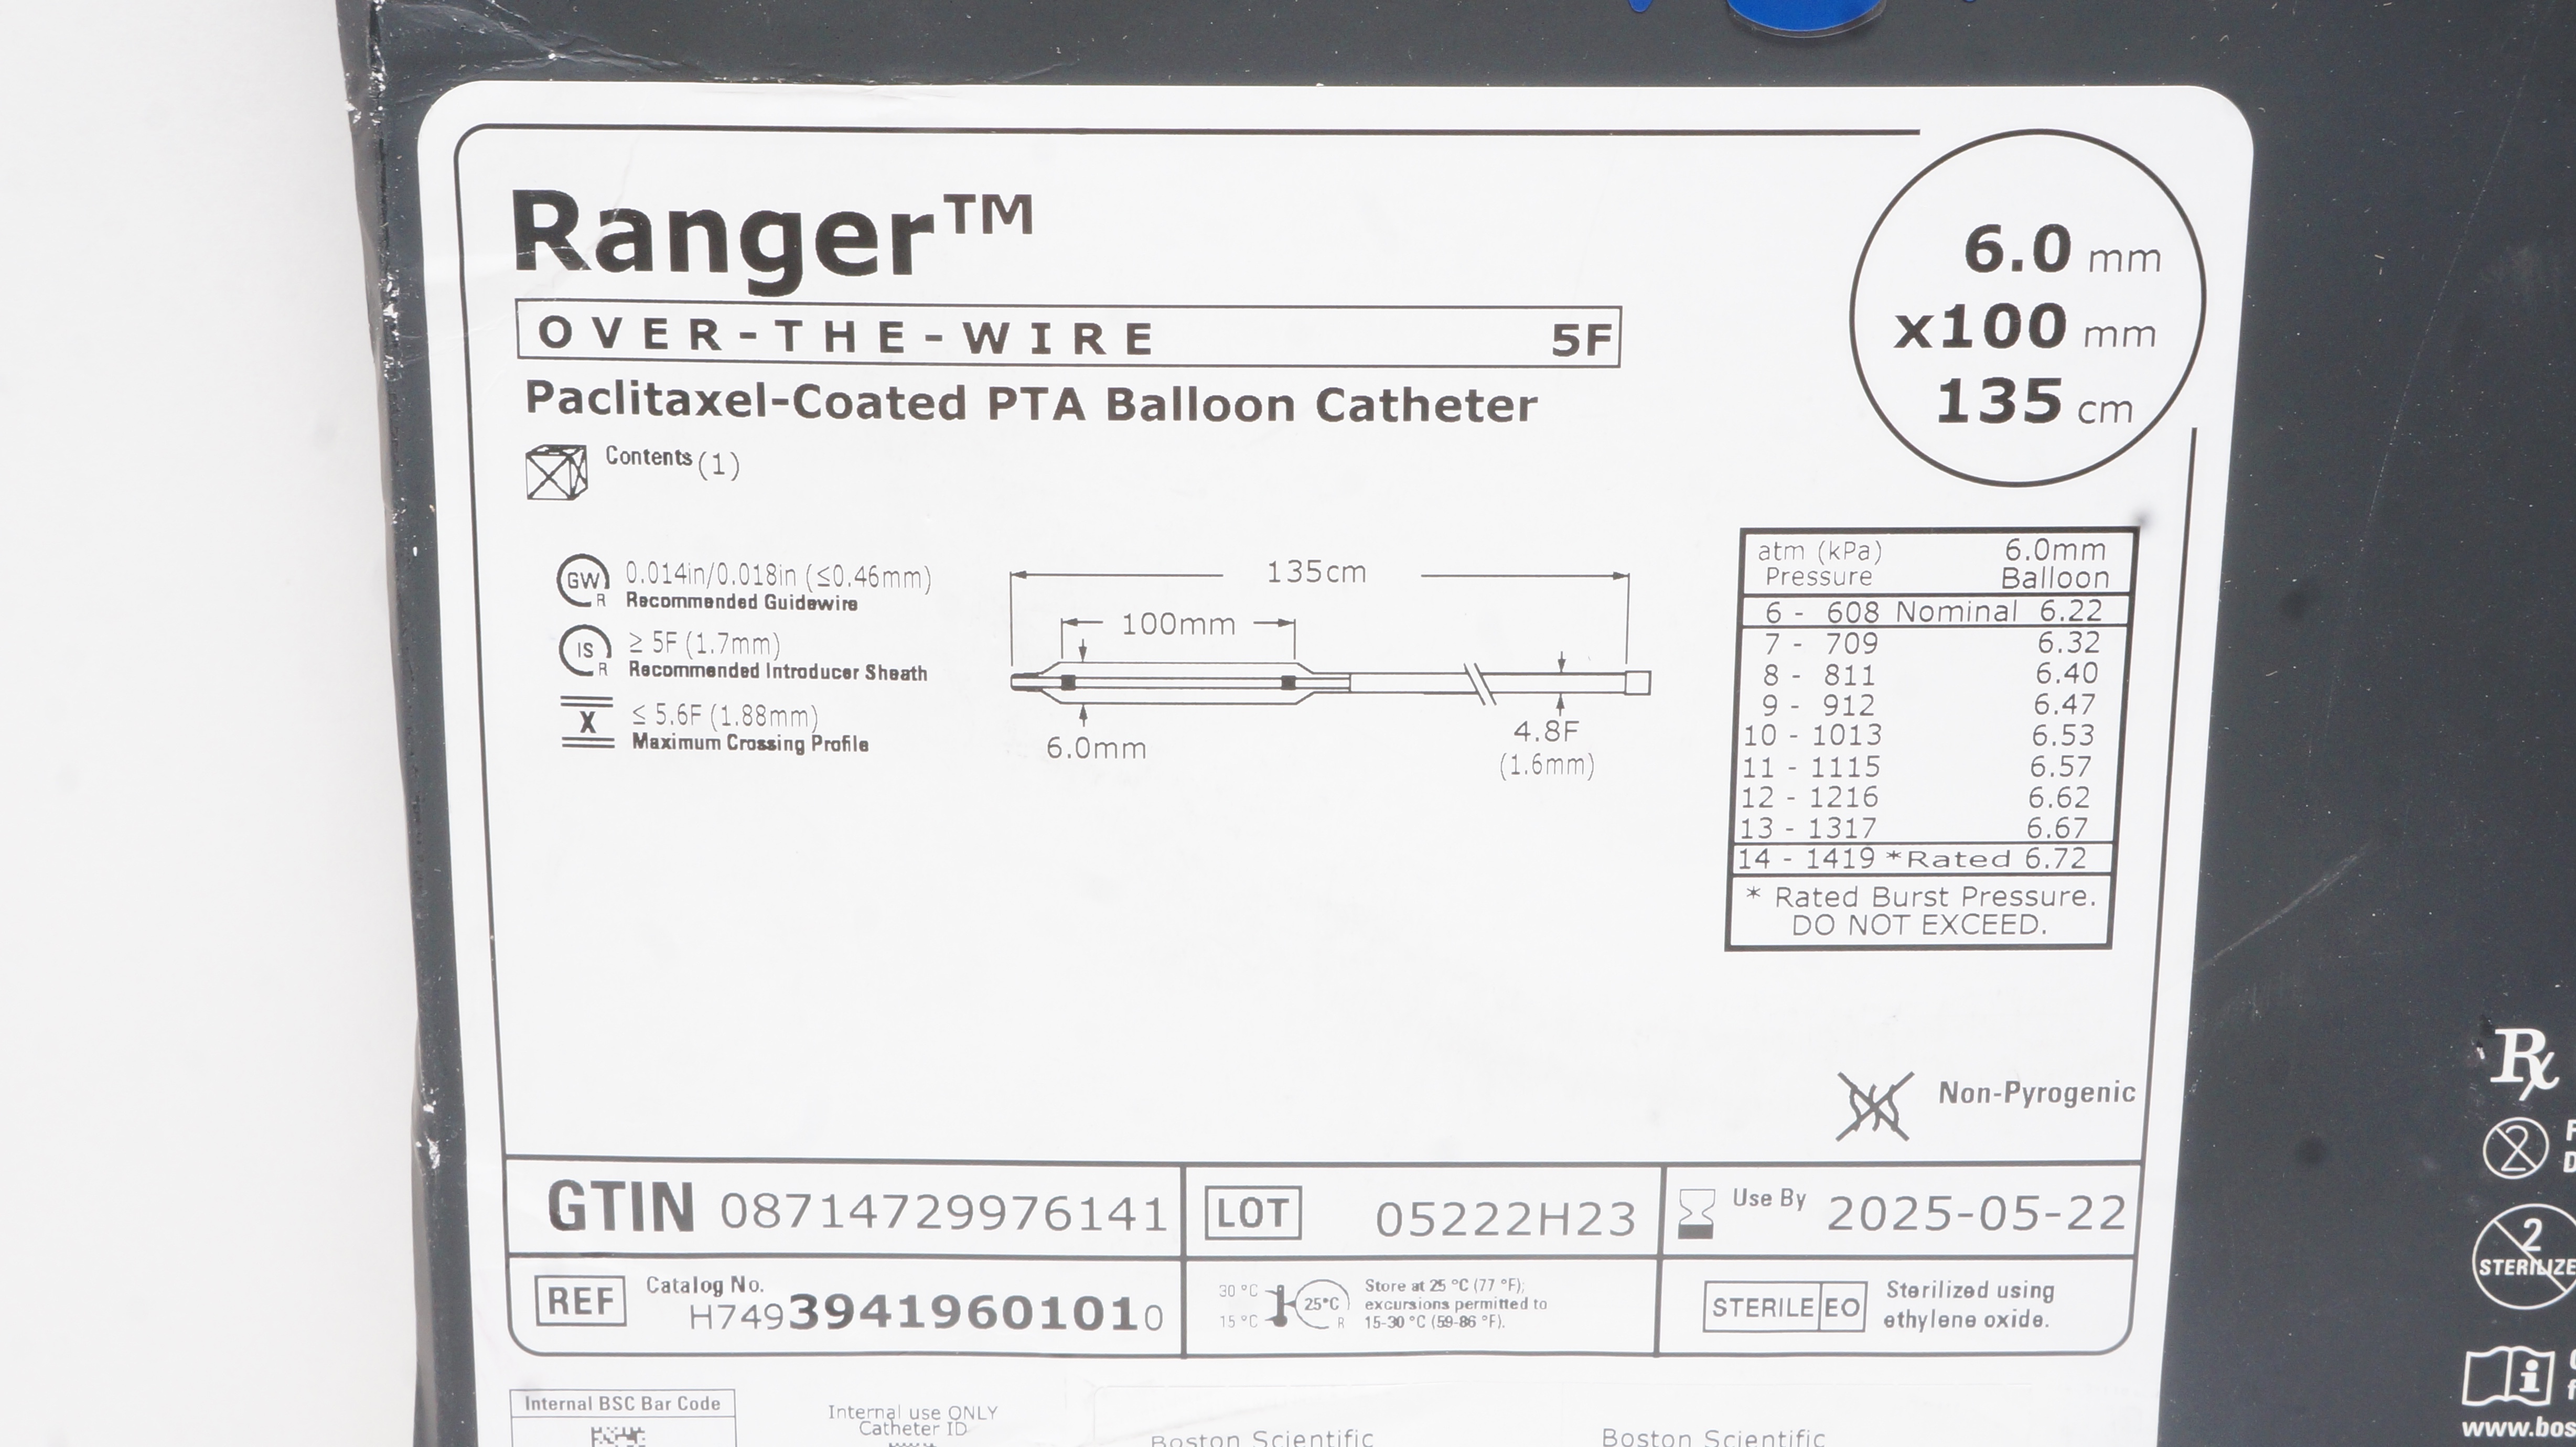 Ranger™
OVER-THE-WIRE 5F
Paclitaxel-Coated PTA Balloon Catheter
6.0 mm
x100 mm
135 cm
Contents (1)
GW R 0.014in/0.018in (≤0.46mm)
Recommended Guidewire
IS R ≥ 5F (1.7mm)
Recommended Introducer Sheath
X ≤ 5.6F (1.88mm)
Maximum Crossing Profile
135cm
100mm
6.0mm
4.8F
(1.6mm)
atm (kPa) 6.0mm
Pressure Balloon
6 - 608 Nominal 6.22
7 - 709 6.32
8 - 811 6.40
9 - 912 6.47
10 - 1013 6.53
11 - 1115 6.57
12 - 1216 6.62
13 - 1317 6.67
14 - 1419 *Rated 6.72
* Rated Burst Pressure.
DO NOT EXCEED.
Non-Pyrogenic
GTIN 08714729976141
LOT 05222H23
Use By 2025-05-22
REF Catalog No.
H74939419601010
30 °C
15 °C
25°C
R
Store at 25 °C (77 °F);
excursions permitted to
15-30 °C (59-86 °F).
STERILE EO
Sterilized using
ethylene oxide.
Internal BSC Bar Code
Internal use ONLY
Catheter ID
Boston Scientific
Boston Scientific
Rx
2
2
STERILIZE
i
www.bos